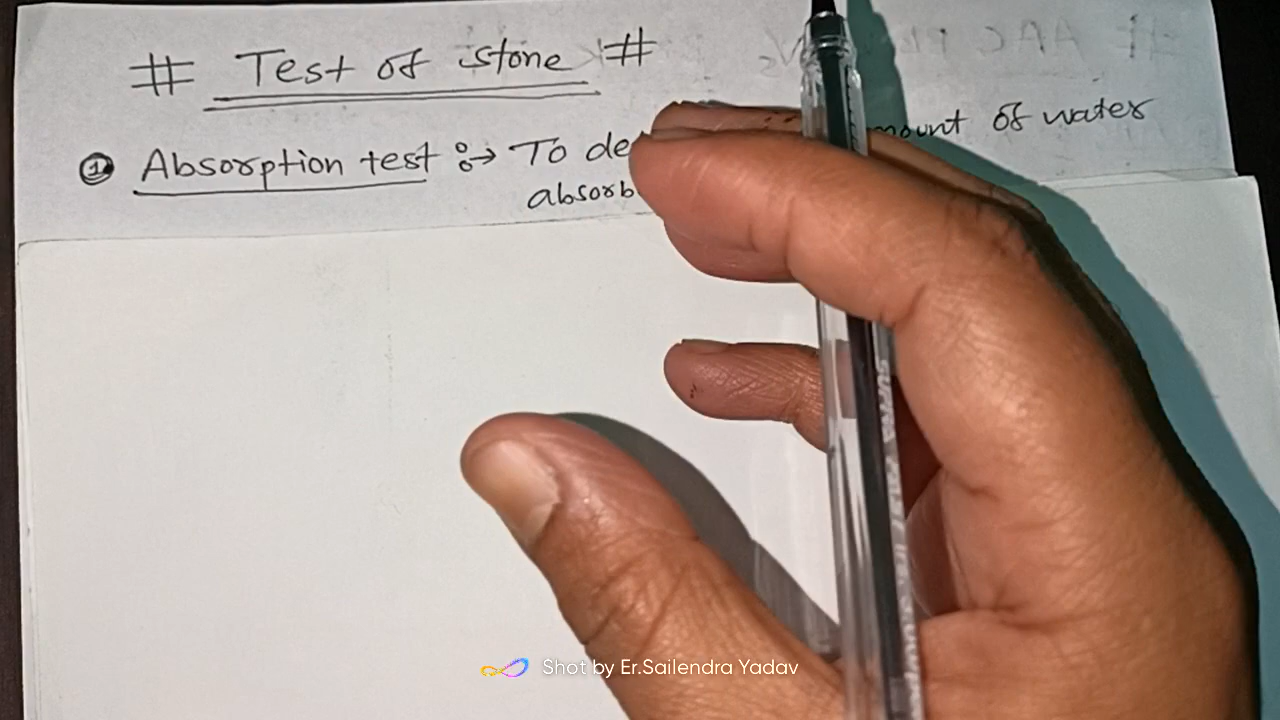 # Test of stone #
① Absorption test :→ To de mount of water
absorb
Shot by Er.Sailendra Yadav